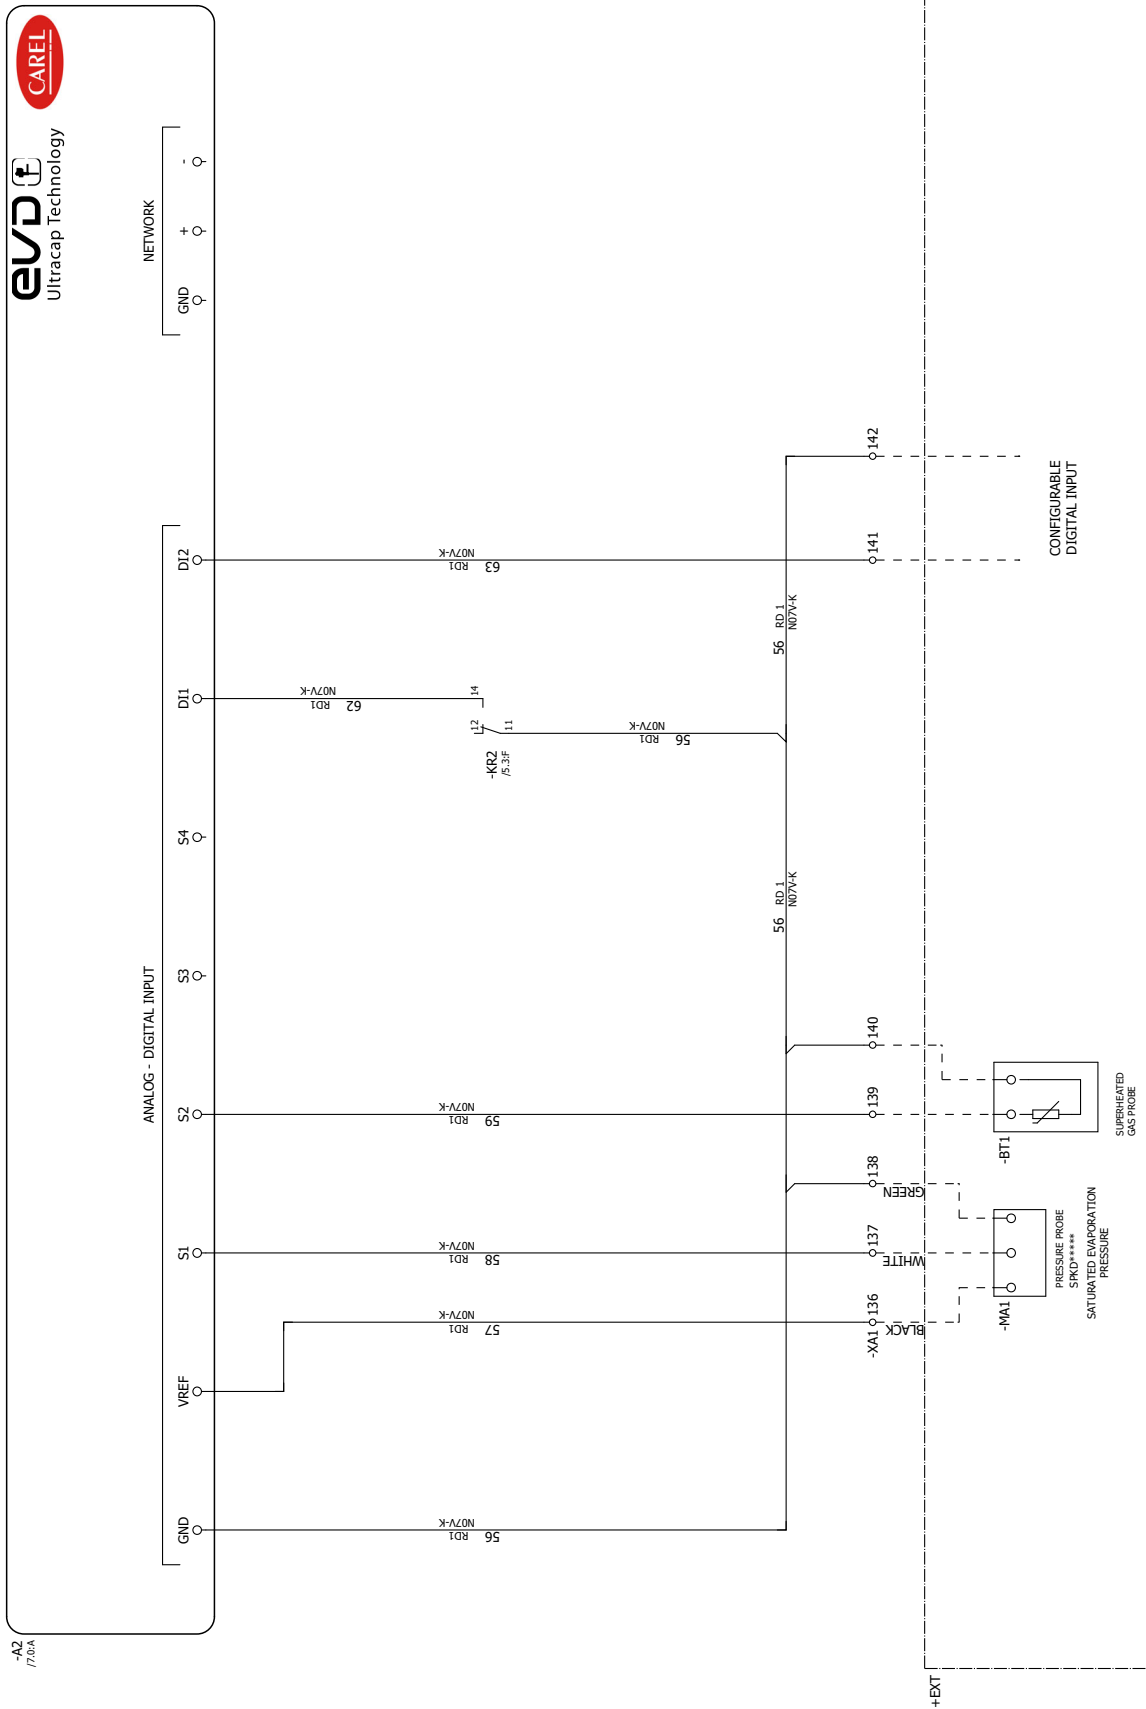 -A2
/7.0:A
CAREL
evD
Ultracap Technology
ANALOG - DIGITAL INPUT
NETWORK
GND
VREF
S1
S2
S3
S4
DI1
DI2
GND
+
-
N07V-K
RD1
56
N07V-K
RD1
57
N07V-K
RD1
58
N07V-K
RD1
59
N07V-K
RD1
62
N07V-K
RD1
63
-KR2
/5.3:F
12
11
14
N07V-K
RD1
56
56
RD 1
N07V-K
56
RD 1
N07V-K
-XA1
136
137
138
139
140
141
142
BLACK
WHITE
GREEN
+EXT
-MA1
PRESSURE PROBE
SPKD*****
SATURATED EVAPORATION
PRESSURE
-BT1
SUPERHEATED
GAS PROBE
CONFIGURABLE
DIGITAL INPUT